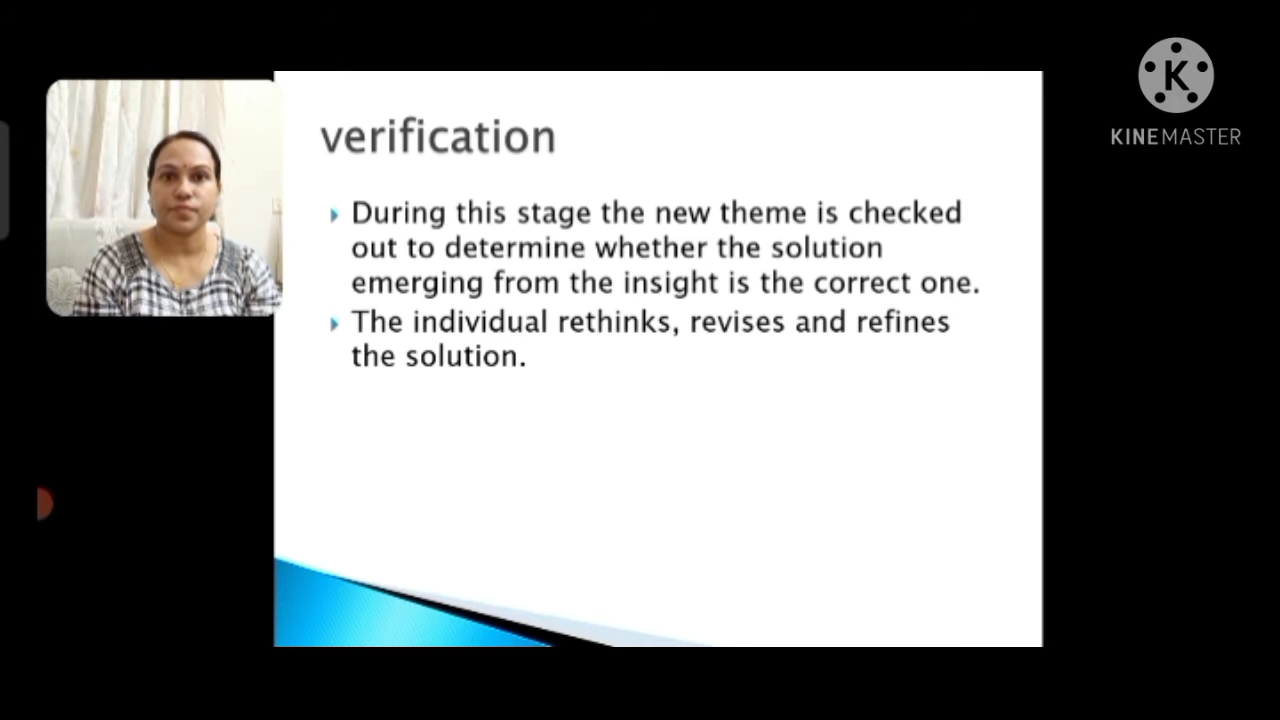 verification
During this stage the new theme is checked
out to determine whether the solution
emerging from the insight is the correct one.
The individual rethinks, revises and refines
the solution.
K
KINEMASTER